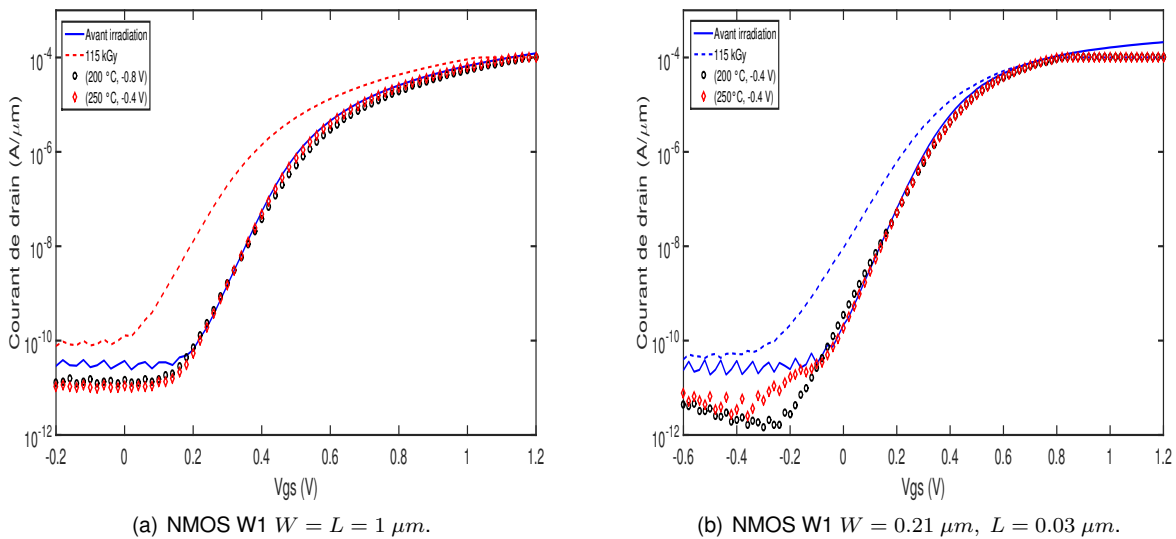 Avant irradiation
115 kGy
(200 °C, -0.8 V)
(250 °C, -0.4 V)
Courant de drain (A/μm)
10⁻⁴
10⁻⁶
10⁻⁸
10⁻¹⁰
10⁻¹²
-0.2 0 0.2 0.4 0.6 0.8 1 1.2
Vgs (V)
(a) NMOS W1 W = L = 1 μm.
Avant irradiation
115 kGy
(200 °C, -0.4 V)
(250 °C, -0.4 V)
Courant de drain (A/μm)
10⁻⁴
10⁻⁶
10⁻⁸
10⁻¹⁰
10⁻¹²
-0.6 -0.4 -0.2 0 0.2 0.4 0.6 0.8 1 1.2
Vgs (V)
(b) NMOS W1 W = 0.21 μm, L = 0.03 μm.